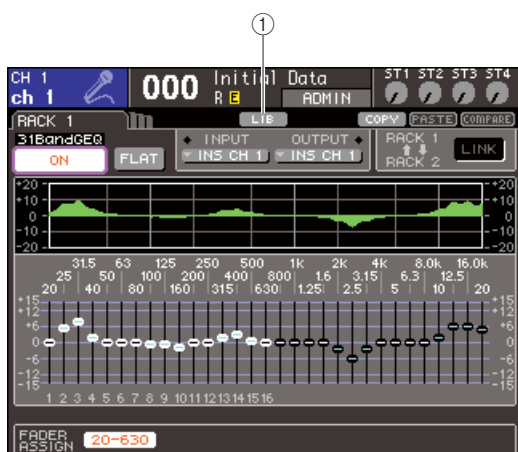 1
CH 1
ch 1
000
Initial Data
R E
ADMIN
ST1 ST2 ST3 ST4
RACK 1
LIB
COPY PASTE COMPARE
31BandGEQ
ON
FLAT
INPUT
INS CH 1
OUTPUT
INS CH 1
RACK 1
RACK 2
LINK
+20
+10
0
-10
-20
+20
+10
0
-10
-20
31.5 63 125 250 500 1k 2k 4k 8.0k 16.0k
25 50 100 200 400 800 1.6 3.15 6.3 12.5
20 40 80 160 315 630 1.25 2.5 5 10 20
+15
+12
+6
0
-6
-12
-15
+15
+12
+6
0
-6
-12
-15
1 2 3 4 5 6 7 8 9 10 11 12 13 14 15 16
FADER ASSIGN
20-630